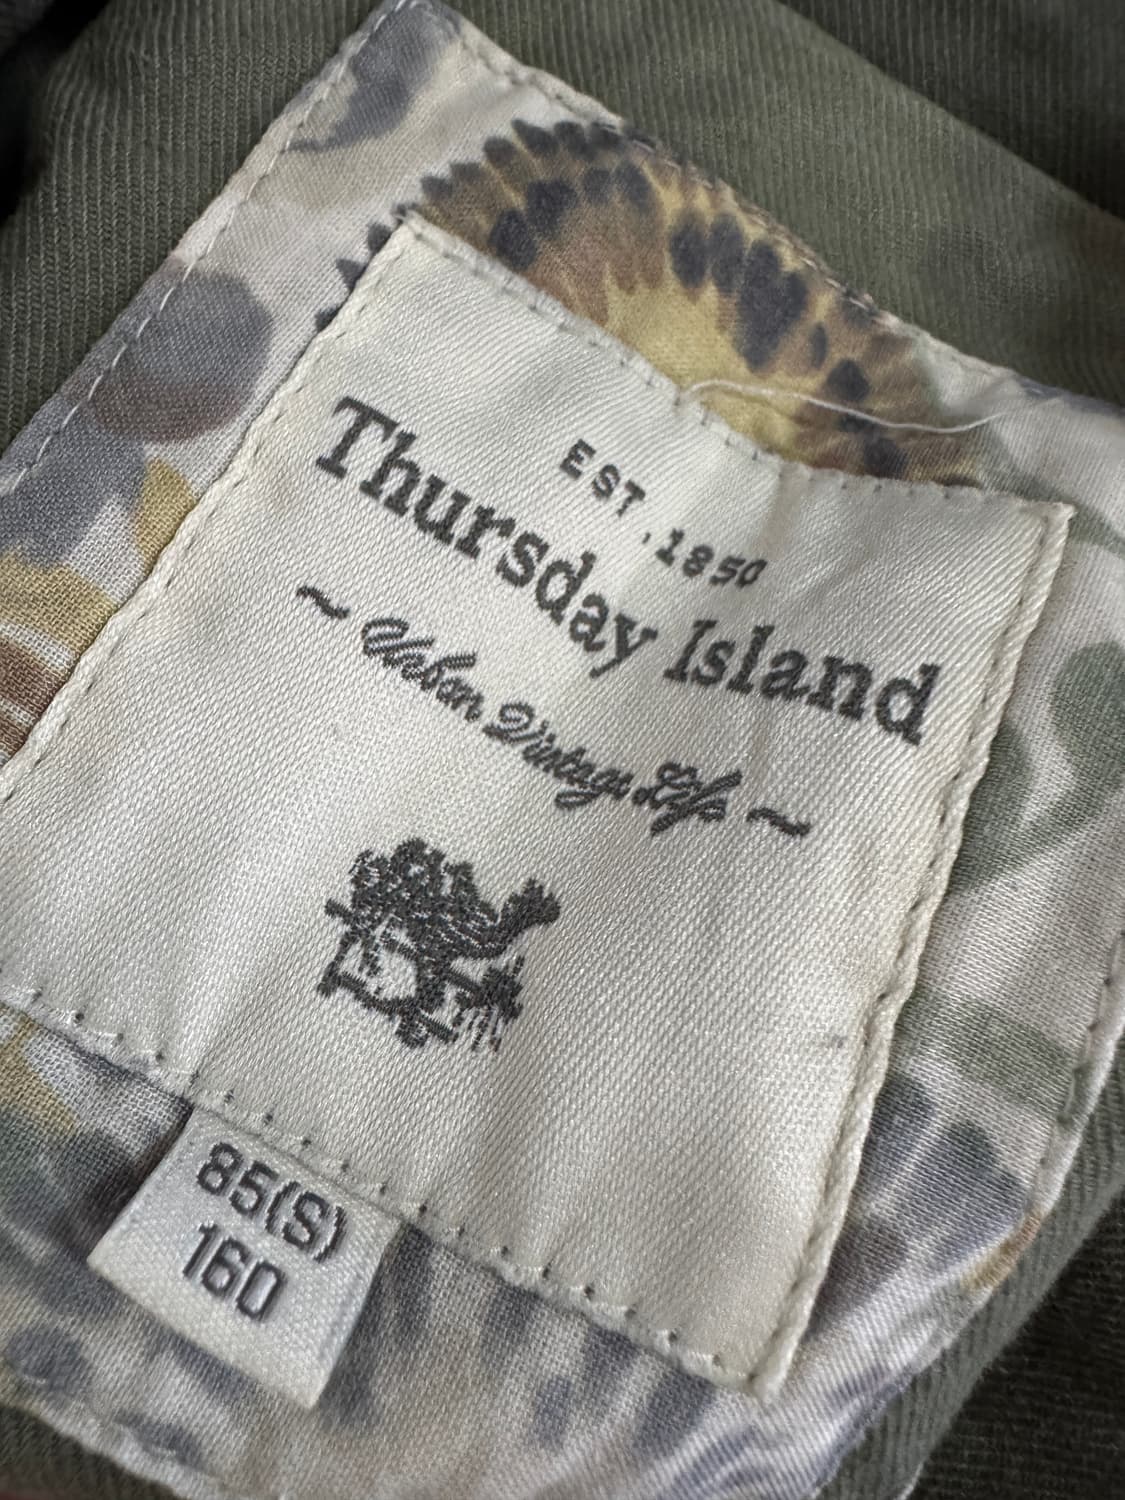 EST.1850
Thursday Island
~ Urban Vintage Life ~
85(S)
160